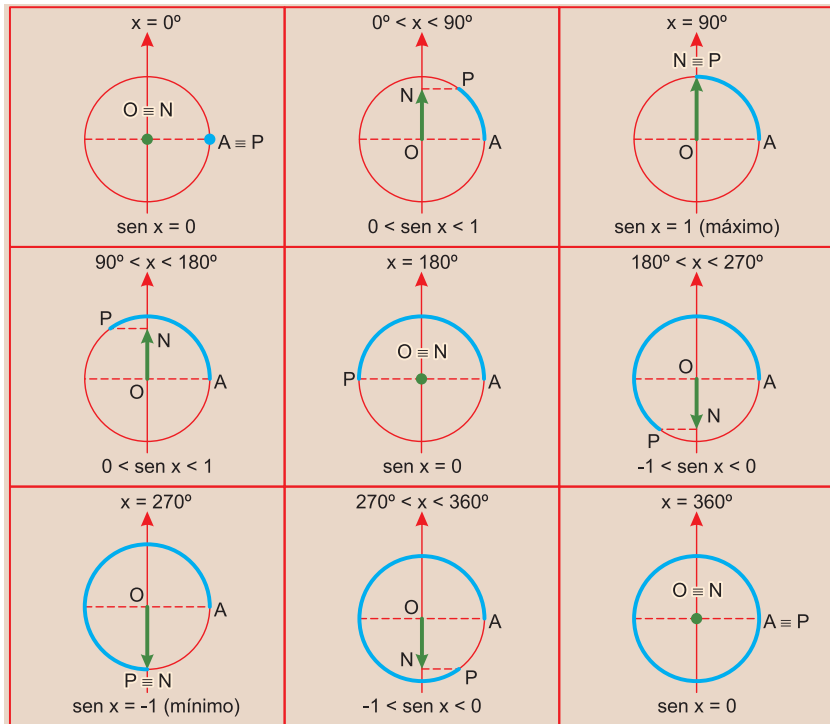 x = 0º
O ≡ N
A ≡ P
sen x = 0
0º < x < 90º
P
N
O
A
0 < sen x < 1
x = 90º
N ≡ P
O
A
sen x = 1 (máximo)
90º < x < 180º
P
N
O
A
0 < sen x < 1
x = 180º
O ≡ N
P
A
sen x = 0
180º < x < 270º
O
A
N
P
-1 < sen x < 0
x = 270º
O
A
P ≡ N
sen x = -1 (mínimo)
270º < x < 360º
O
A
N
P
-1 < sen x < 0
x = 360º
O ≡ N
A ≡ P
sen x = 0